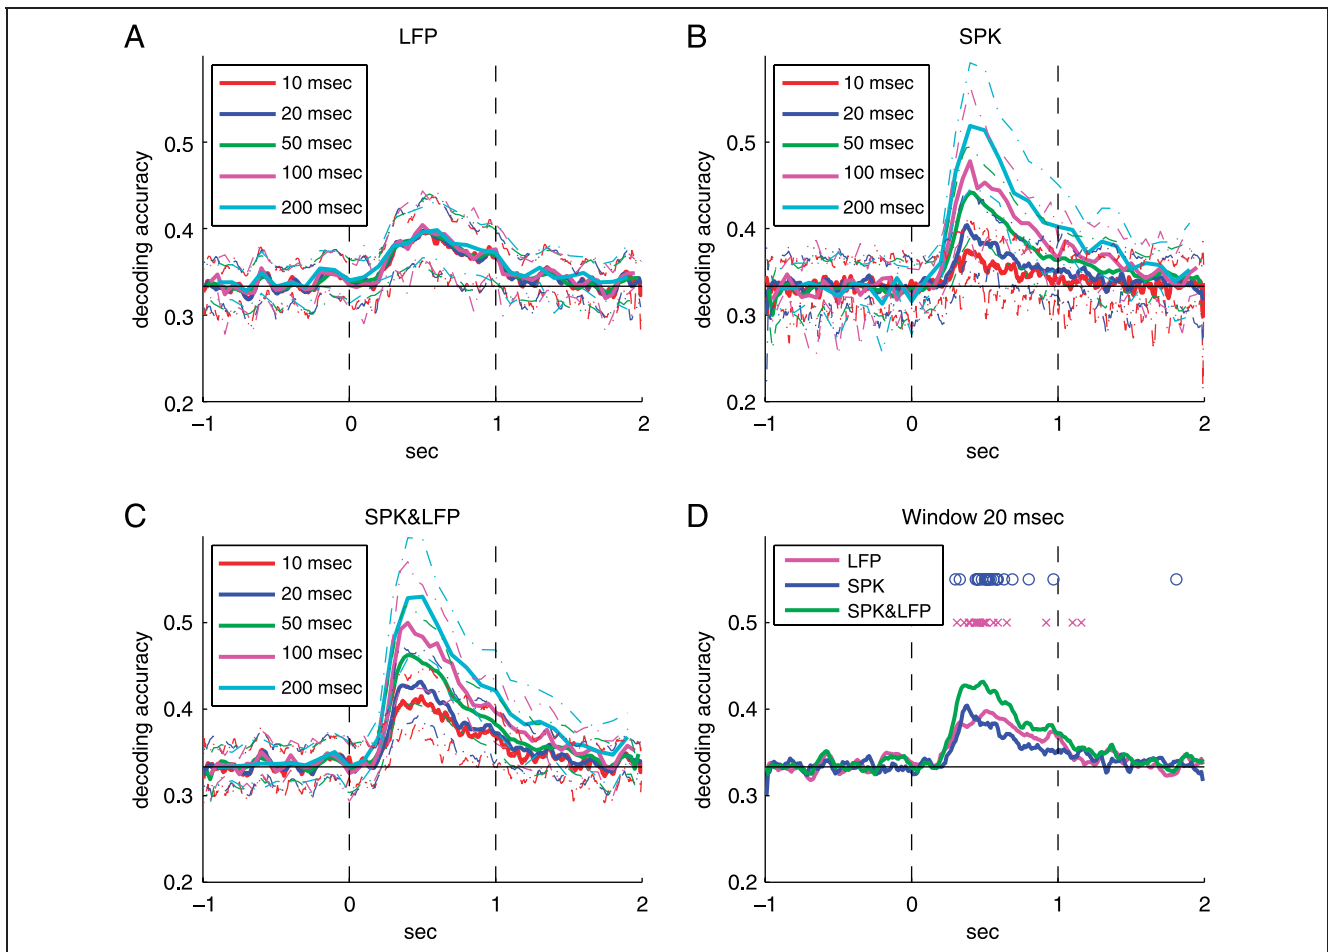 A
LFP
10 msec
20 msec
50 msec
100 msec
200 msec
decoding accuracy
0.5
0.4
0.3
0.2
−1
0
1
2
sec
B
SPK
10 msec
20 msec
50 msec
100 msec
200 msec
decoding accuracy
0.5
0.4
0.3
0.2
−1
0
1
2
sec
C
SPK&LFP
10 msec
20 msec
50 msec
100 msec
200 msec
decoding accuracy
0.5
0.4
0.3
0.2
−1
0
1
2
sec
D
Window 20 msec
LFP
SPK
SPK&LFP
decoding accuracy
0.5
0.4
0.3
0.2
−1
0
1
2
sec